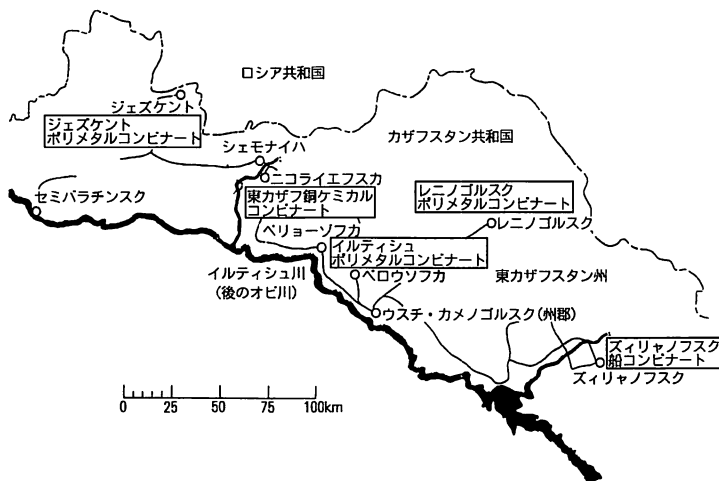 ロシア共和国
ジェズケント
ジェズケント
ポリメタルコンビナート
カザフスタン共和国
シェモナイハ
ニコライエフスカ
セミバラチンスク
東カザフ銅ケミカル
コンビナート
レニノゴルスク
ポリメタルコンビナート
レニノゴルスク
ベリョーソフカ
イルティシュ
ポリメタルコンビナート
イルティシュ川
(後のオビ川)
ベロウソフカ
東カザフスタン州
ウスチ・カメノゴルスク(州郡)
ズィリャノフスク
船コンビナート
ズィリャノフスク
0 25 50 75 100km